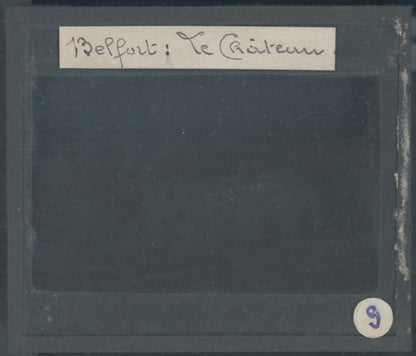 Belfort : Le Château.
9